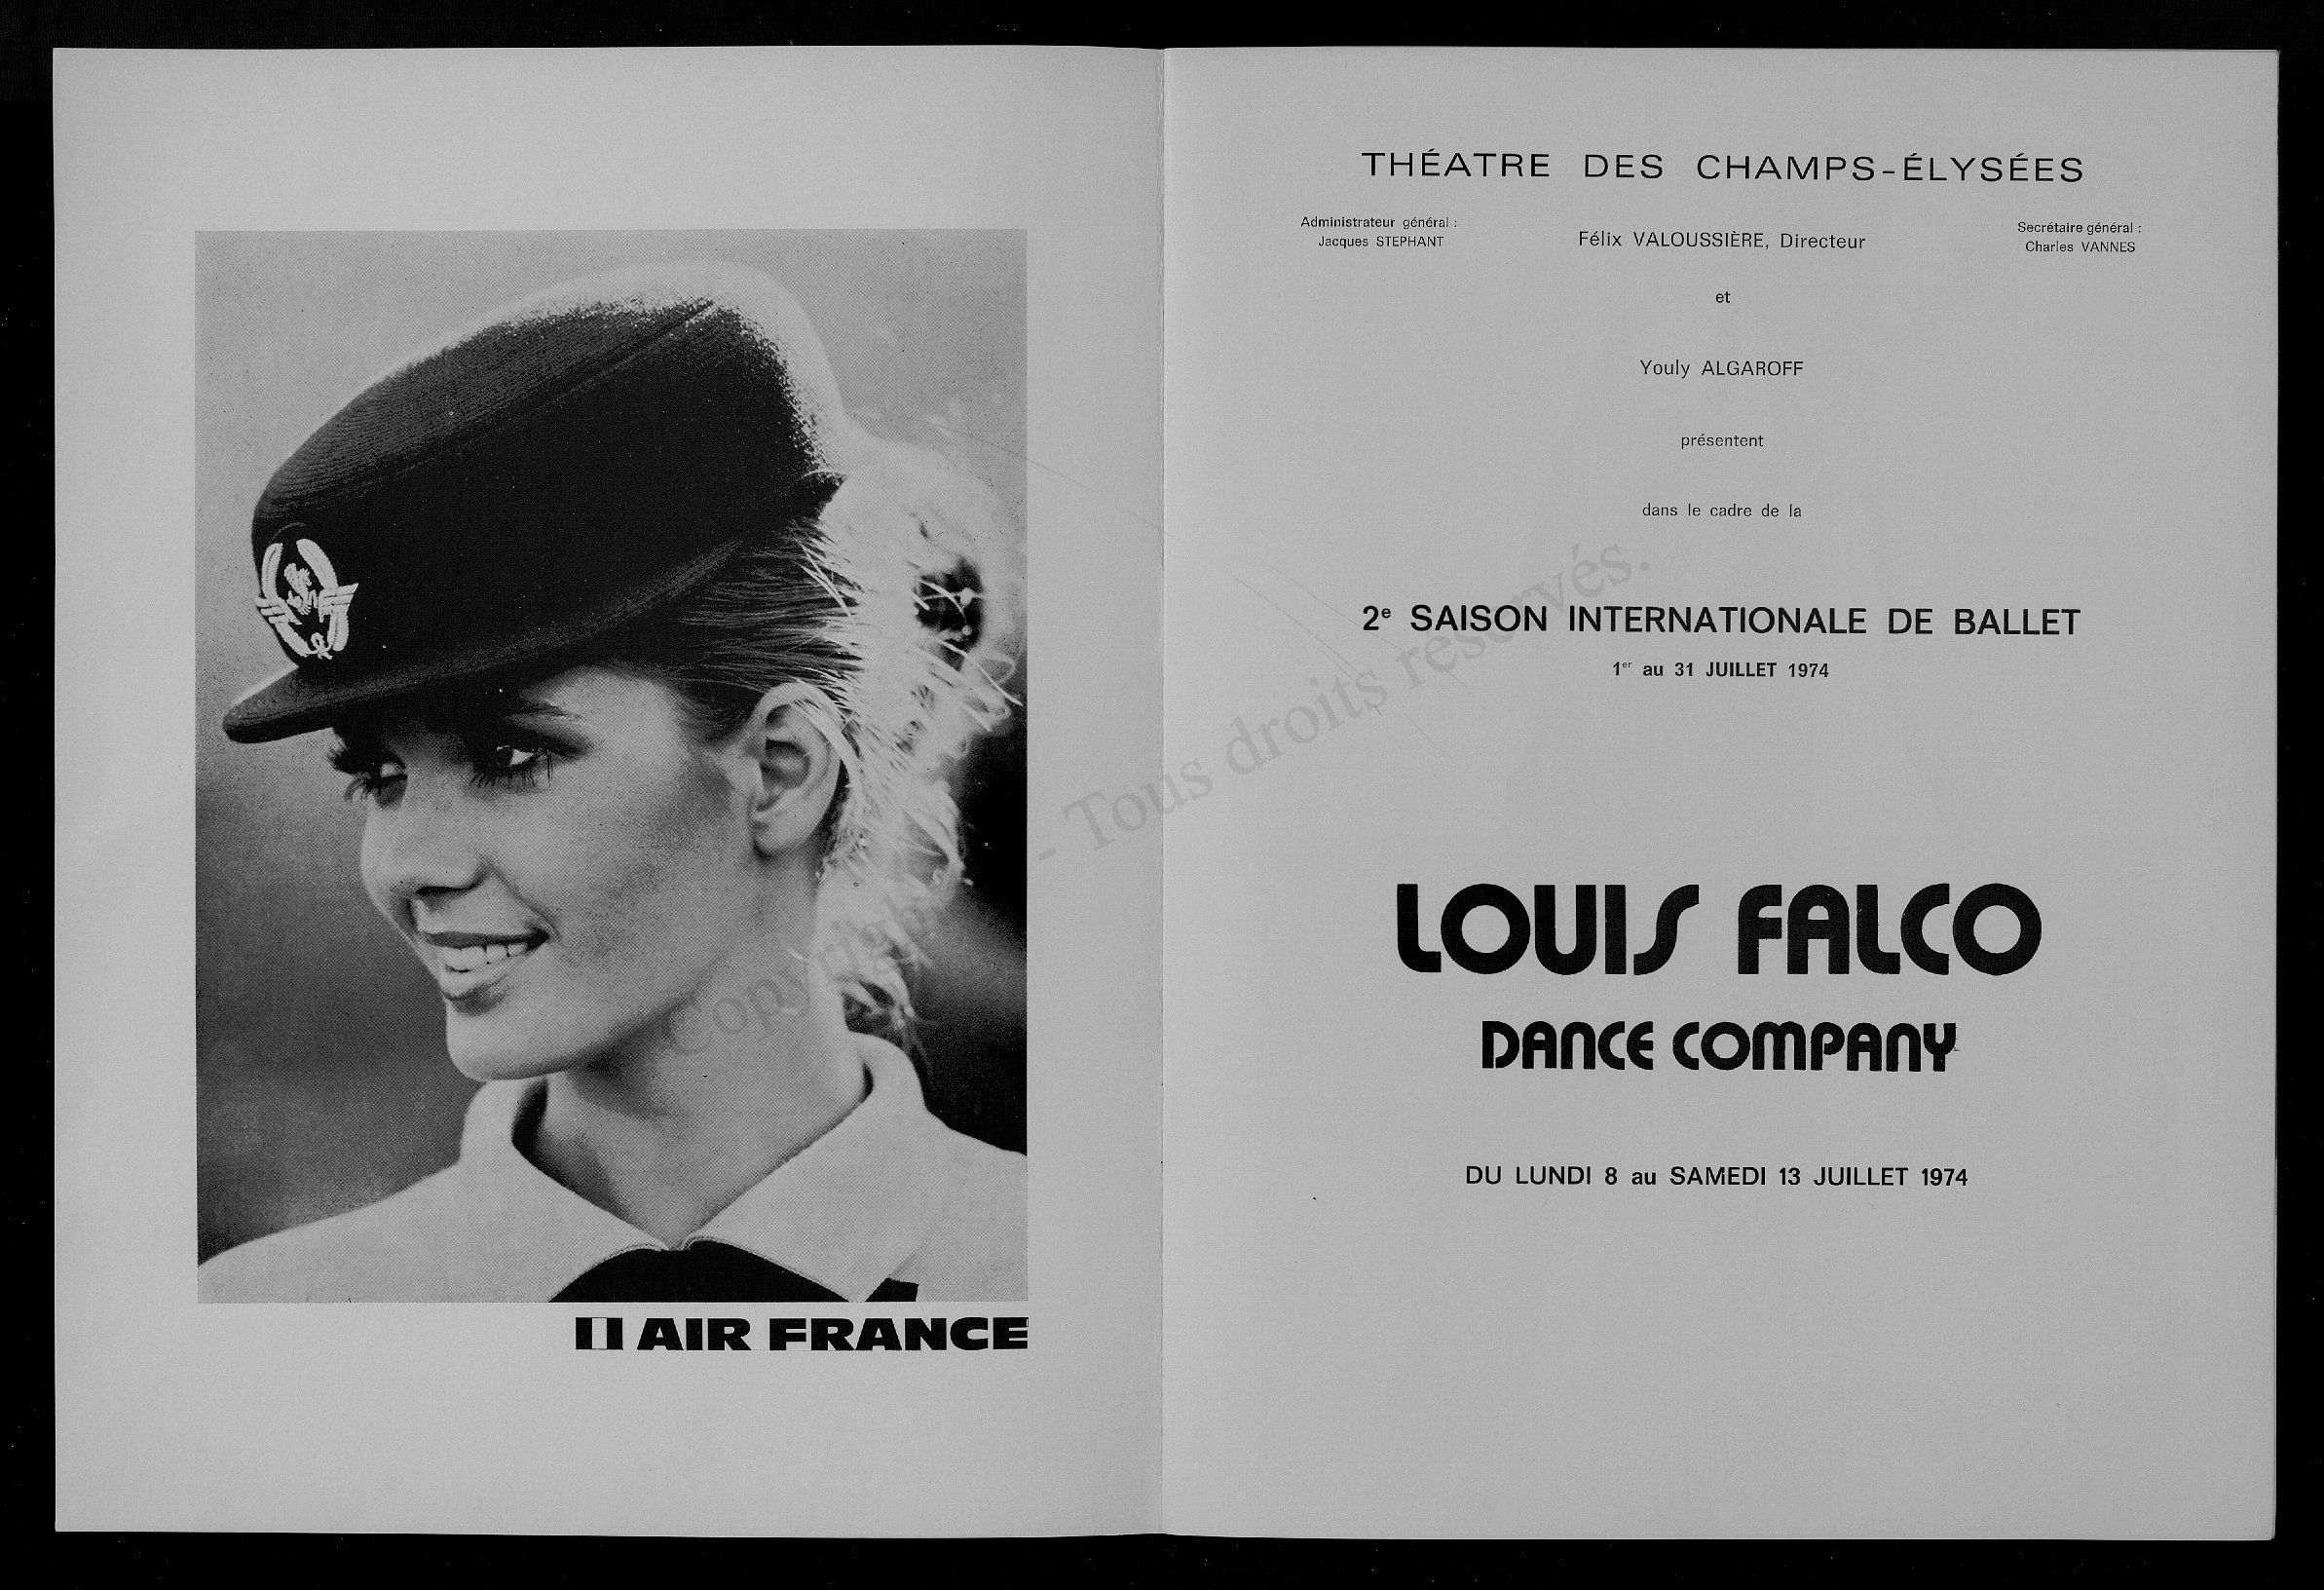 AIR FRANCE
THÉATRE DES CHAMPS-ÉLYSÉES
Administrateur général :
Jacques STEPHANT
Félix VALOUSSIÈRE, Directeur
Secrétaire général :
Charles VANNES
et
Youly ALGAROFF
présentent
dans le cadre de la
2e SAISON INTERNATIONALE DE BALLET
1er au 31 JUILLET 1974
LOUIS FALCO
DANCE COMPANY
DU LUNDI 8 au SAMEDI 13 JUILLET 1974
Copyright - Tous droits reservés.